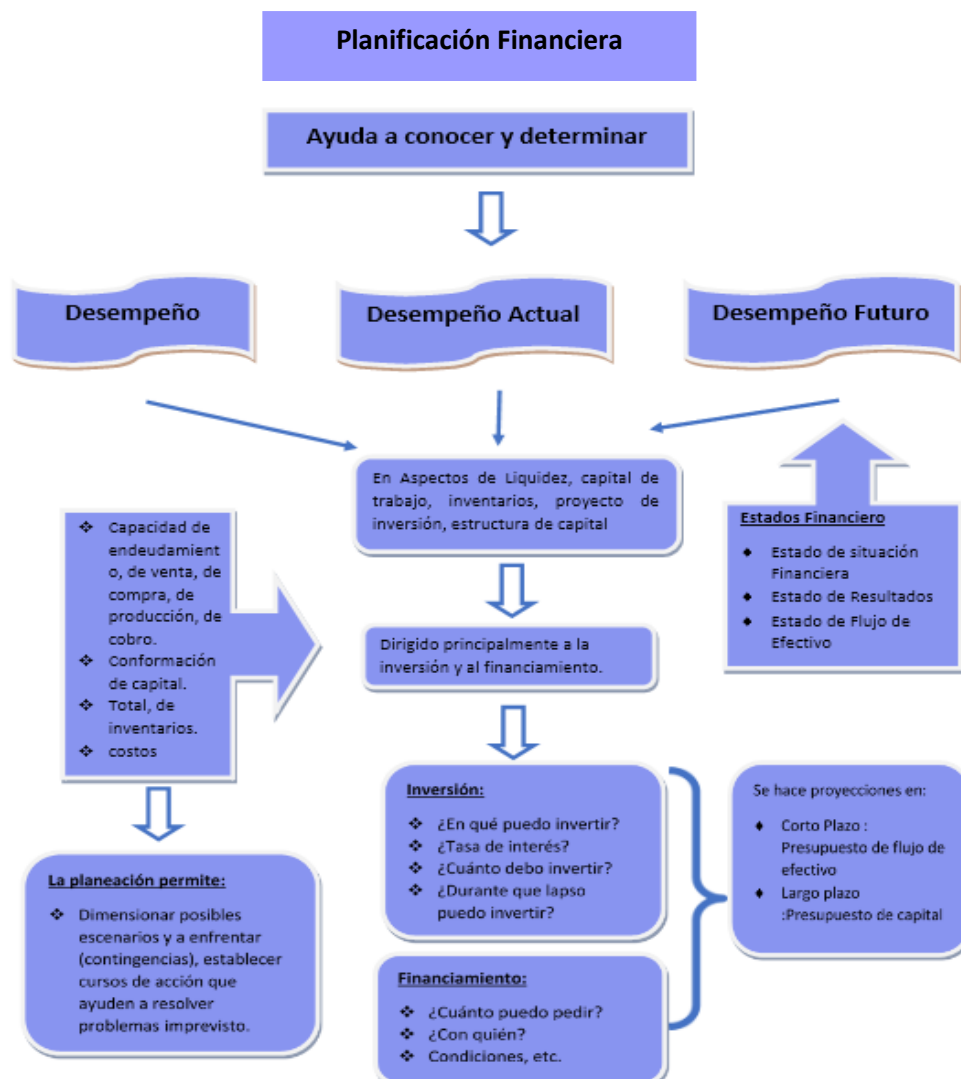 Planificación Financiera
Ayuda a conocer y determinar
Desempeño
Desempeño Actual
Desempeño Futuro
En Aspectos de Liquidez, capital de
trabajo, inventarios, proyecto de
inversión, estructura de capital
❖ Capacidad de
endeudamient
o, de venta, de
compra, de
producción, de
cobro.
❖ Conformación
de capital.
❖ Total, de
inventarios.
❖ costos
Estados Financiero
♦ Estado de situación
Financiera
♦ Estado de Resultados
♦ Estado de Flujo de
Efectivo
Dirigido principalmente a la
inversión y al financiamiento.
Inversión:
❖ ¿En qué puedo invertir?
❖ ¿Tasa de interés?
❖ ¿Cuánto debo invertir?
❖ ¿Durante que lapso
puedo invertir?
Se hace proyecciones en:
♦ Corto Plazo :
Presupuesto de flujo de
efectivo
♦ Largo plazo
:Presupuesto de capital
La planeación permite:
❖ Dimensionar posibles
escenarios y a enfrentar
(contingencias), establecer
cursos de acción que
ayuden a resolver
problemas imprevisto.
Financiamiento:
❖ ¿Cuánto puedo pedir?
❖ ¿Con quién?
❖ Condiciones, etc.